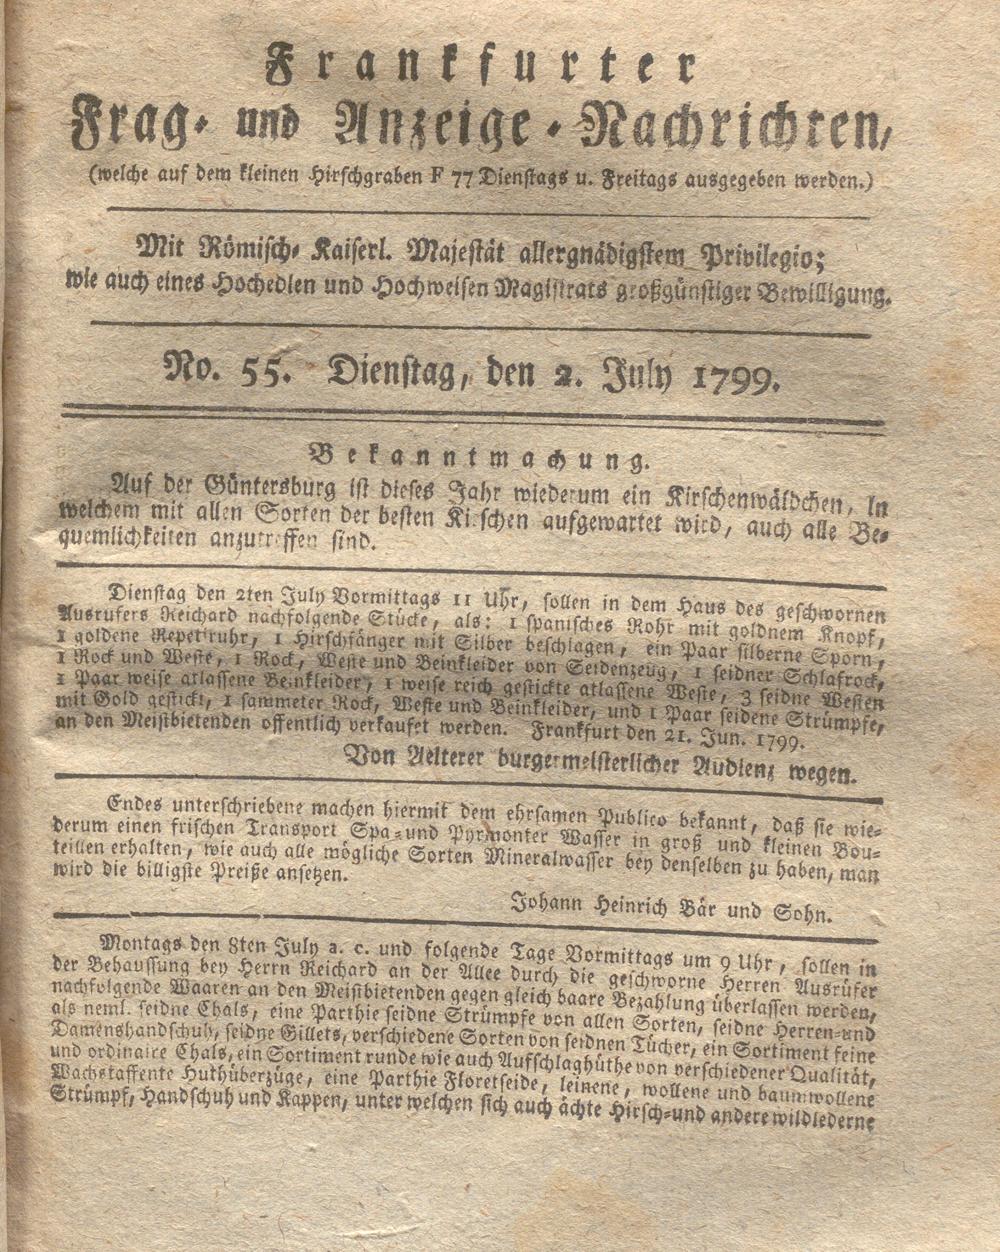 Frankfurter
Frag- und Anzeige-Nachrichten,
(welche auf dem kleinen Hirschgraben F 77 Dienstags u. Freitags ausgegeben werden.)
Mit Römisch- Kaiserl. Majestät allergnädigstem Privilegio;
wie auch eines Hochedlen und Hochweisen Magistrats großgünstiger Bewilligung.
No. 55. Dienstag, den 2. July 1799.
Bekanntmachung.
Auf der Güntersburg ist dieses Jahr wiederum ein Kirschenwäldchen, in
welchem mit allen Sorten der besten Kirschen aufgewartet wird, auch alle Be-
quemlichkeiten anzutreffen sind.
Dienstag den 2ten July Vormittags 11 Uhr, sollen in dem Haus des geschwornen
Ausrufers Reichard nachfolgende Stücke, als: 1 spanisches Rohr mit goldnem Knopf,
1 goldene Repetiruhr, 1 Hirschfänger mit Silber beschlagen, ein Paar silberne Sporn,
1 Rock und Weste, 1 Rock, Weste und Beinkleider von Seidenzeug, 1 seidner Schlafrock,
1 Paar weise atlassene Beinkleider, 1 weise reich gestickte atlassene Weste, 3 seidne Westen
mit Gold gestickt, 1 sammeter Rock, Weste und Beinkleider, und 1 Paar seidene Strümpfe,
an den Meistbietenden offentlich verkaufet werden. Frankfurt den 21. Jun. 1799.
Von Aelterer burgermeisterlicher Audienz wegen.
Endes unterschriebene machen hiermit dem ehrsamen Publico bekannt, daß sie wie-
derum einen frischen Transport Spa- und Pyrmonter Wasser in groß und kleinen Bou-
teillen erhalten, wie auch alle mögliche Sorten Mineralwasser bey denselben zu haben, man
wird die billigste Preiße ansetzen.
Johann Heinrich Bär und Sohn.
Montags den 8ten July a. c. und folgende Tage Vormittags um 9 Uhr, sollen in
der Behaussung bey Herrn Reichard an der Allee durch die geschworne Herren Ausrüfer
nachfolgende Waaren an den Meistbietenden gegen gleich baare Bezahlung überlassen werden,
als neml. seidne Chals, eine Parthie seidne Strümpfe von allen Sorten, seidne Herren- und
Damenshandschuh, seidne Gillets, verschiedene Sorten von seidnen Tücher, ein Sortiment feine
und ordinaire Chals, ein Sortiment runde wie auch Aufschlaghüthe von verschiedener Qualität,
Wachstaffente Huthüberzüge, eine Parthie Floretseide, leinene, wollene und baumwollene
Strümpf, Handschuh und Kappen, unter welchen sich auch ächte Hirsch- und andere wildlederne